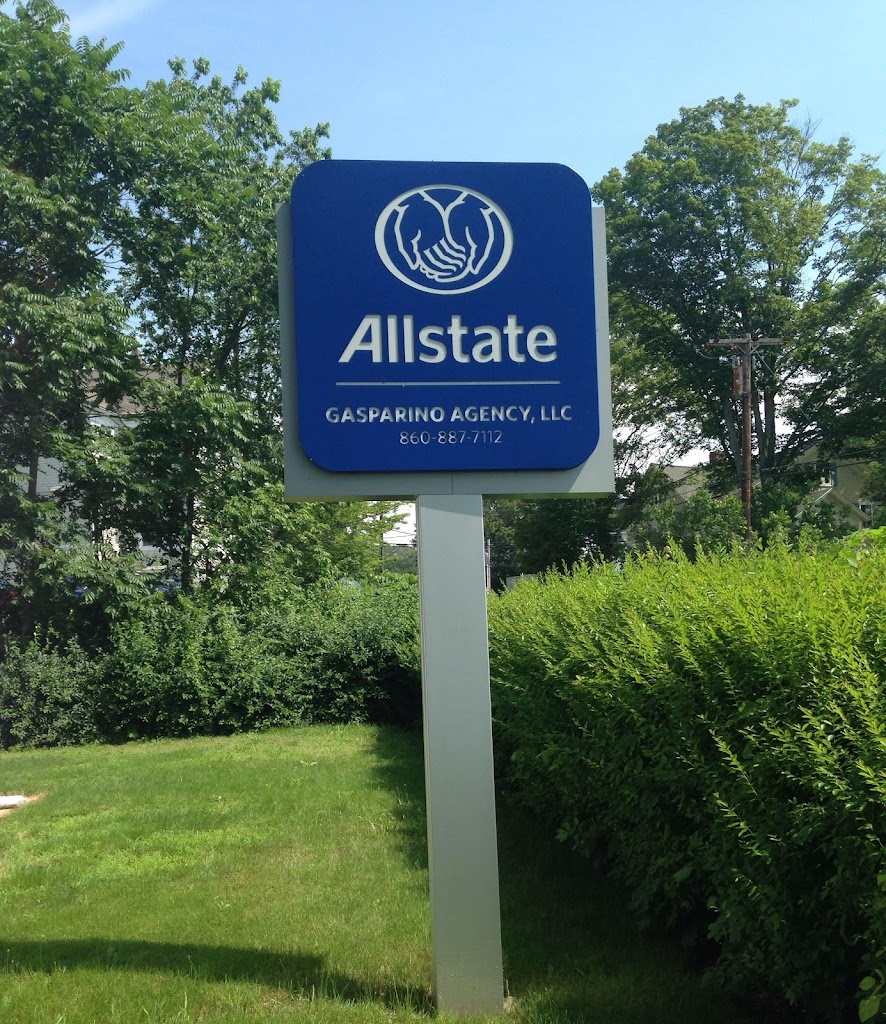 Allstate
GASPARINO AGENCY, LLC
860-887-7112